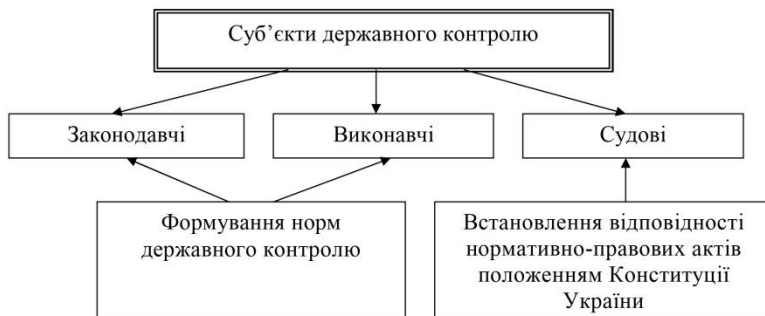 Суб’єкти державного контролю
Законодавчі
Виконавчі
Судові
Формування норм
державного контролю
Встановлення відповідності
нормативно-правових актів
положенням Конституції
України